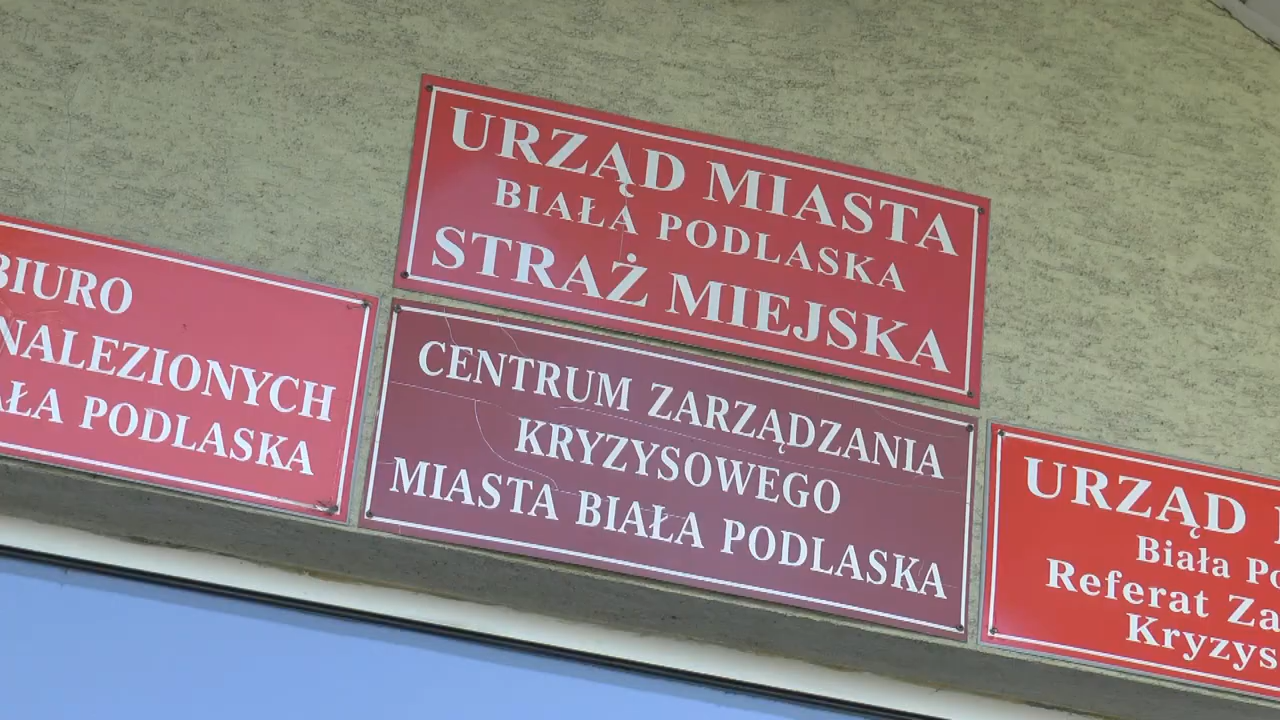 URZĄD MIASTA
BIAŁA PODLASKA
STRAŻ MIEJSKA
BIURO
NALEZIONYCH
AŁA PODLASKA
CENTRUM ZARZĄDZANIA
KRYZYSOWEGO
MIASTA BIAŁA PODLASKA
URZĄD
Biała Po
Referat Za
Kryzys